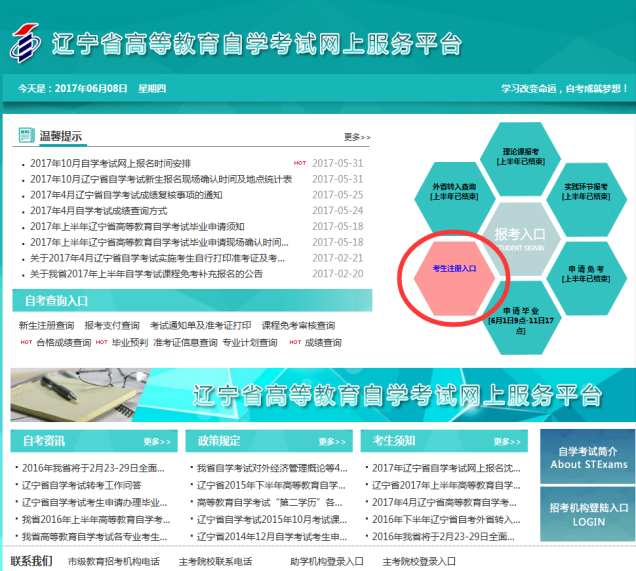 辽宁省高等教育自学考试网上服务平台
今天是：2017年06月08日 星期四
学习改变命运，自考成就梦想！
温馨提示
更多>>
2017年10月自学考试网上报名时间安排 HOT 2017-05-31
2017年10月辽宁省自学考试新生报名现场确认时间及地点统计表 2017-05-31
2017年4月辽宁省自学考试成绩复核事项的通知 2017-05-25
2017年4月自学考试成绩查询方式 2017-05-24
2017年上半年辽宁省高等教育自学考试毕业申请须知 2017-05-18
2017年上半年辽宁省高等教育自学考试毕业申请现场确认时间... 2017-05-18
关于2017年4月辽宁省自学考试实施考生自行打印准考证及考... 2017-02-21
关于我省2017年上半年自学考试课程免考补充报名的公告 2017-02-20
理论课报考
[上半年已结束]
外省转入查询
[上半年已结束]
实践环节报考
[上半年已结束]
报考入口
STUDENT SIGNIN
考生注册入口
申请免考
[上半年已结束]
申请毕业
[6月1日9点-11日17
点]
自考查询入口
新生注册查询 报考支付查询 考试通知单及准考证打印 课程免考审核查询
HOT 合格成绩查询 HOT 毕业预判 准考证信息查询 专业计划查询 HOT 成绩查询
辽宁省高等教育自学考试网上服务平台
自考资讯 更多>>
2016年我省将于2月23-29日全面...
辽宁省自学考试转考工作问答
辽宁省自学考试考生申请办理毕业...
我省2016年上半年高等教育自学考...
我省高等教育自学考试各专业考生...
政策规定 更多>>
我省自学考试对外经济管理概论等4...
辽宁省2015年下半年高等教育自学...
高等教育自学考试“第二学历”各...
辽宁省自学考试2015年10月考试课...
辽宁省2014年12月自学考试考生申...
考生须知 更多>>
2017年辽宁省自学考试网上报名沈...
辽宁省2017年上半年高等教育自学...
2017年4月辽宁省高等教育自学考...
2016年下半年辽宁省自考外省转入...
2016年我省将于2月23-29日全面...
自学考试简介
About STExams
招考机构登陆入口
LOGIN
联系我们 市级教育招考机构电话 主考院校联系电话 助学机构登录入口 主考院校登录入口